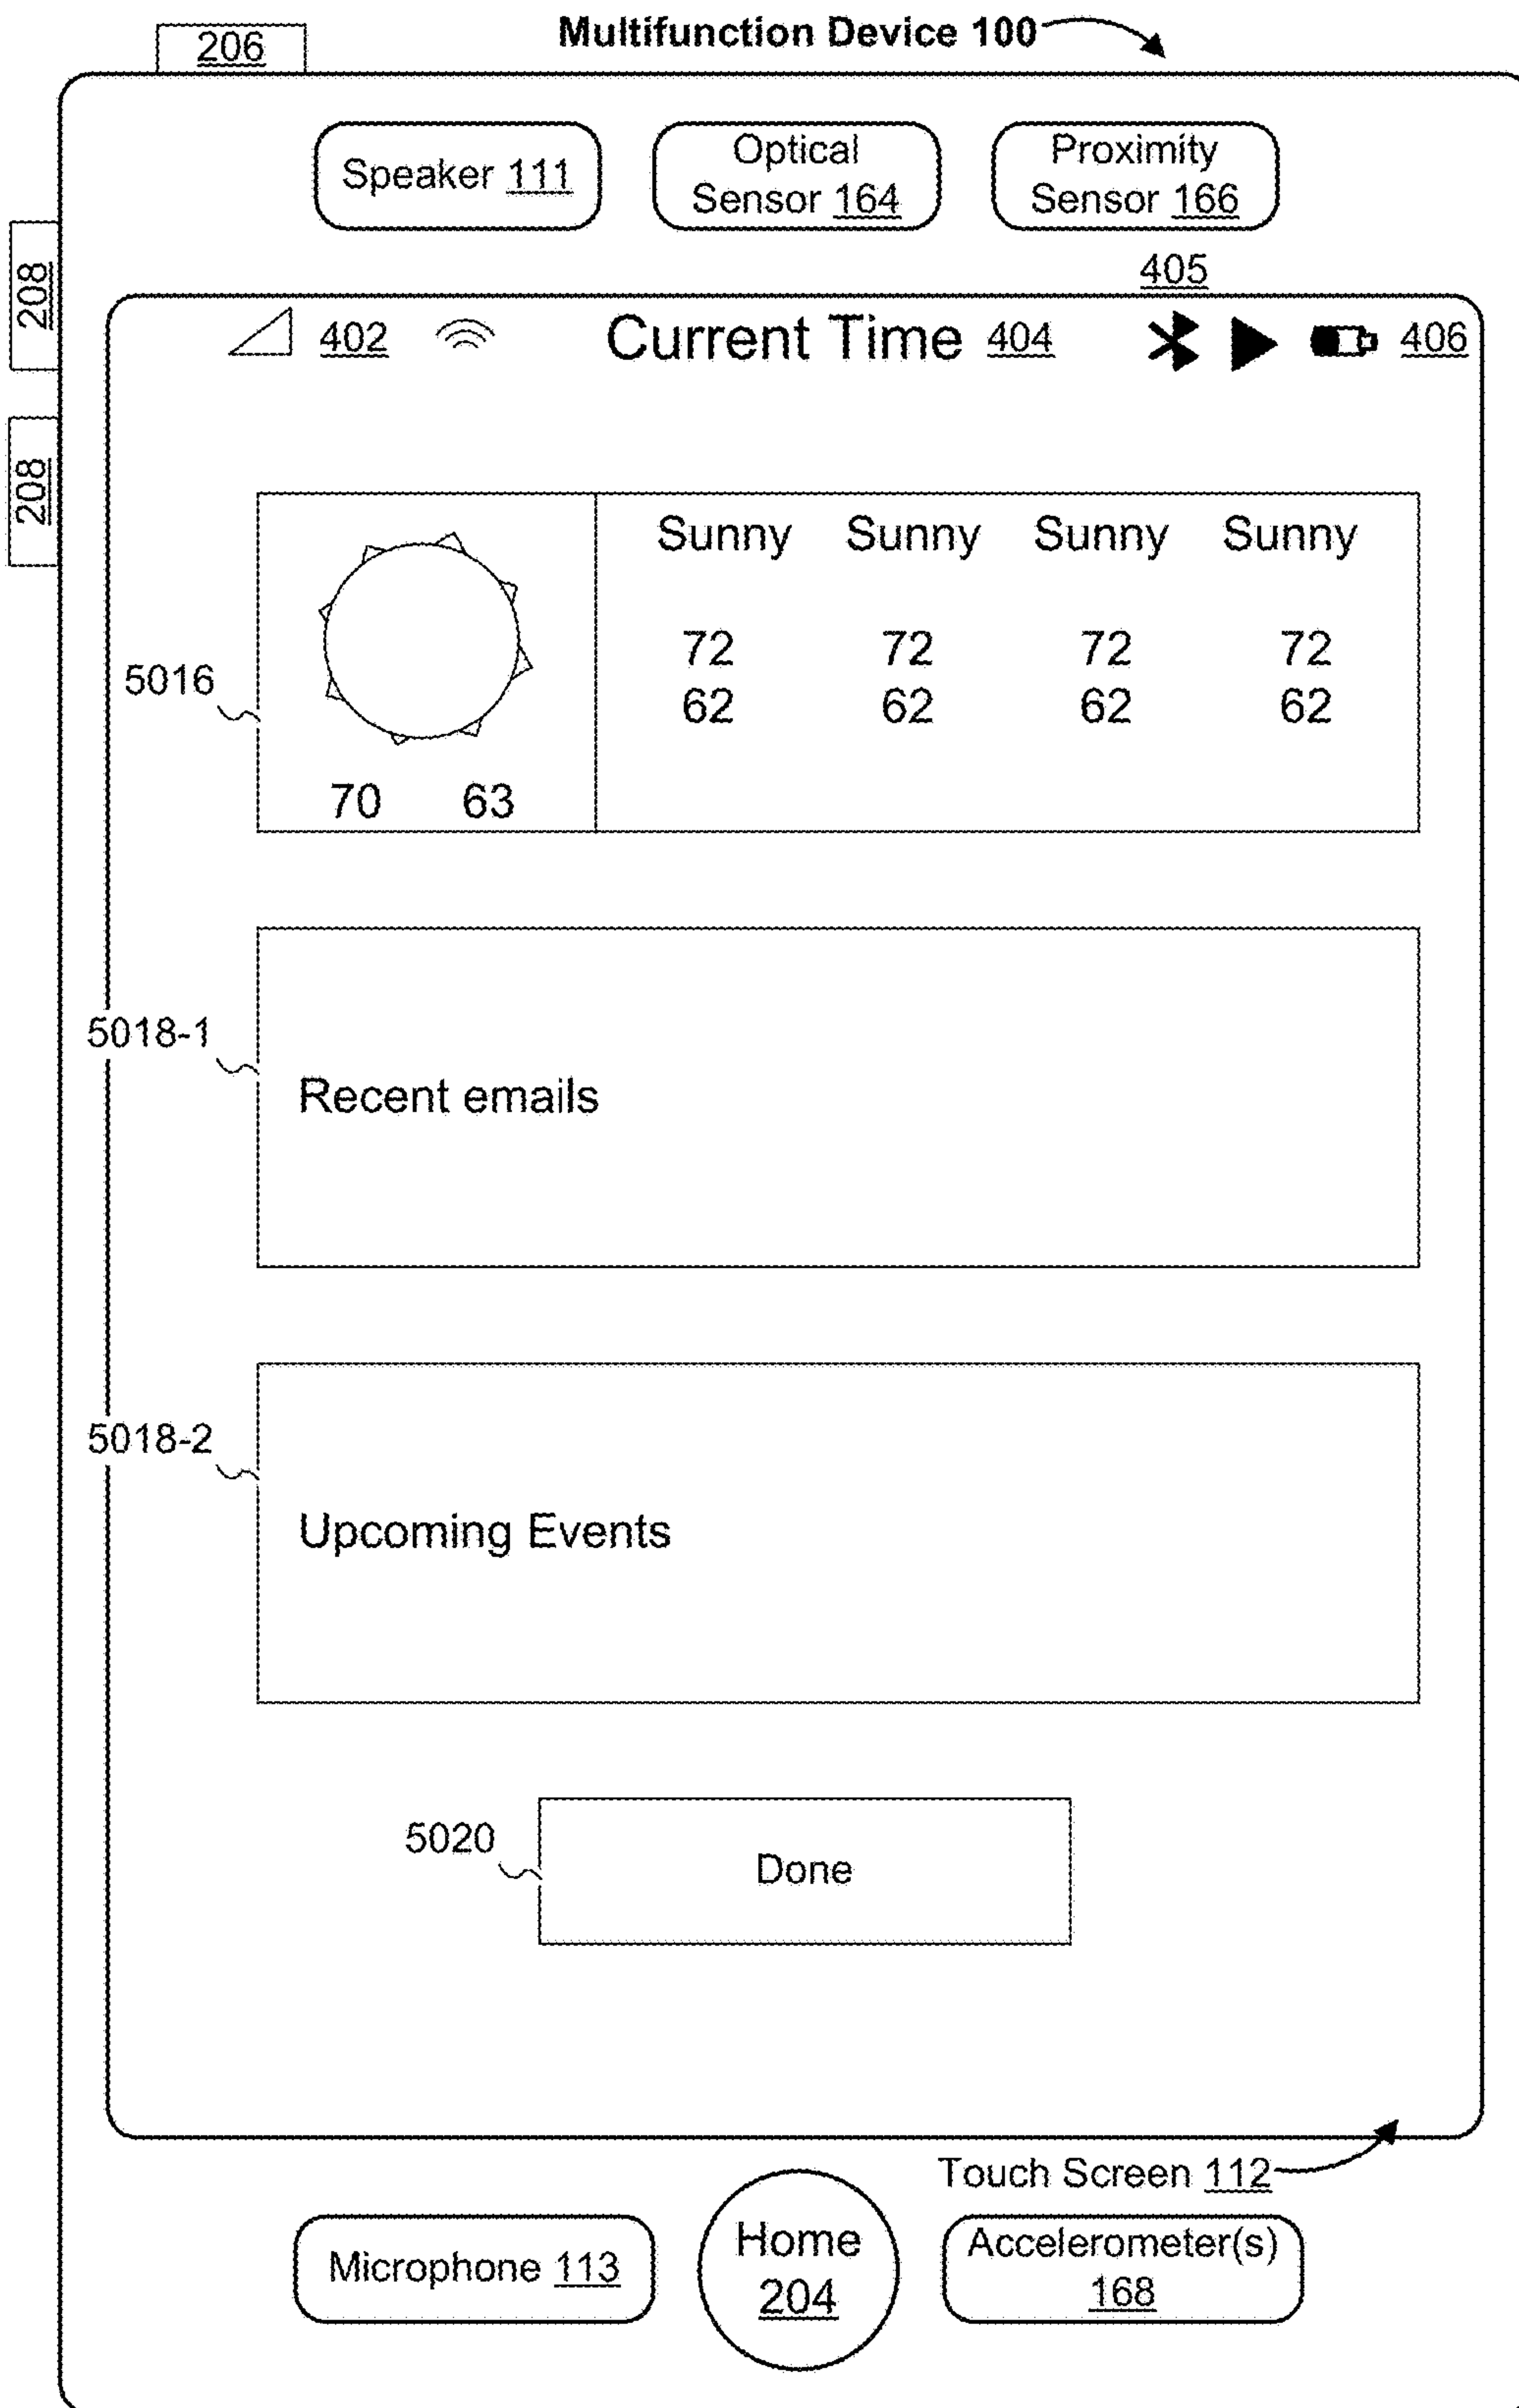 Multifunction Device 100
206
Speaker 111
Optical
Sensor 164
Proximity
Sensor 166
208
405
402
Current Time 404
406
208
Sunny Sunny Sunny Sunny
72 72 72 72
5016
62 62 62 62
70 63
5018-1
Recent emails
5018-2
Upcoming Events
5020
Done
Touch Screen 112
Microphone 113
Home
204
Accelerometer(s)
168